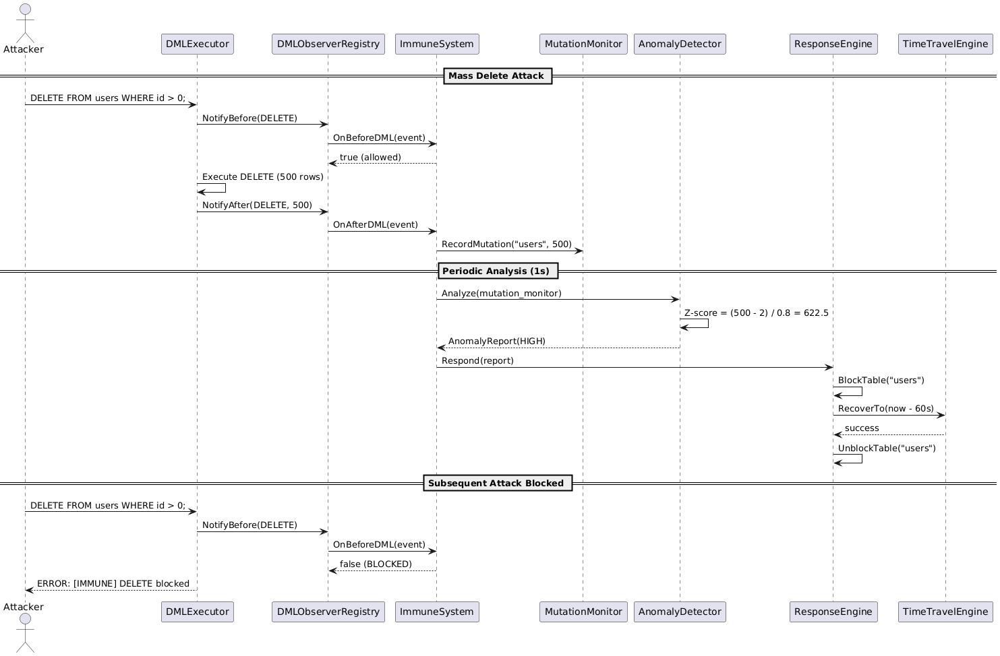 Attacker
DMLExecutor
DMLObserverRegistry
ImmuneSystem
MutationMonitor
AnomalyDetector
ResponseEngine
TimeTravelEngine
Mass Delete Attack
DELETE FROM users WHERE id > 0;
NotifyBefore(DELETE)
OnBeforeDML(event)
true (allowed)
Execute DELETE (500 rows)
NotifyAfter(DELETE, 500)
OnAfterDML(event)
RecordMutation("users", 500)
Periodic Analysis (1s)
Analyze(mutation_monitor)
Z-score = (500 - 2) / 0.8 = 622.5
AnomalyReport(HIGH)
Respond(report)
BlockTable("users")
RecoverTo(now - 60s)
success
UnblockTable("users")
Subsequent Attack Blocked
DELETE FROM users WHERE id > 0;
NotifyBefore(DELETE)
OnBeforeDML(event)
false (BLOCKED)
ERROR: [IMMUNE] DELETE blocked
Attacker
DMLExecutor
DMLObserverRegistry
ImmuneSystem
MutationMonitor
AnomalyDetector
ResponseEngine
TimeTravelEngine